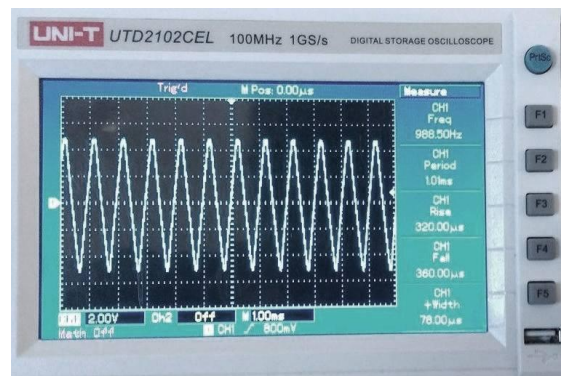 UNI-T UTD2102CEL 100MHz 1GS/s DIGITAL STORAGE OSCILLOSCOPE
PrtSc
Trig'd M Pos: 0.00μs Measure
CH1
Freq
988.50Hz
CH1
Period
1.01ms
CH1
Rise
320.00μs
CH1
Fall
360.00μs
CH1
+Width
78.00μs
F1
F2
F3
F4
F5
CH1 2.00V Ch2 Off M 1.00ms
Math Off CH1 800mV